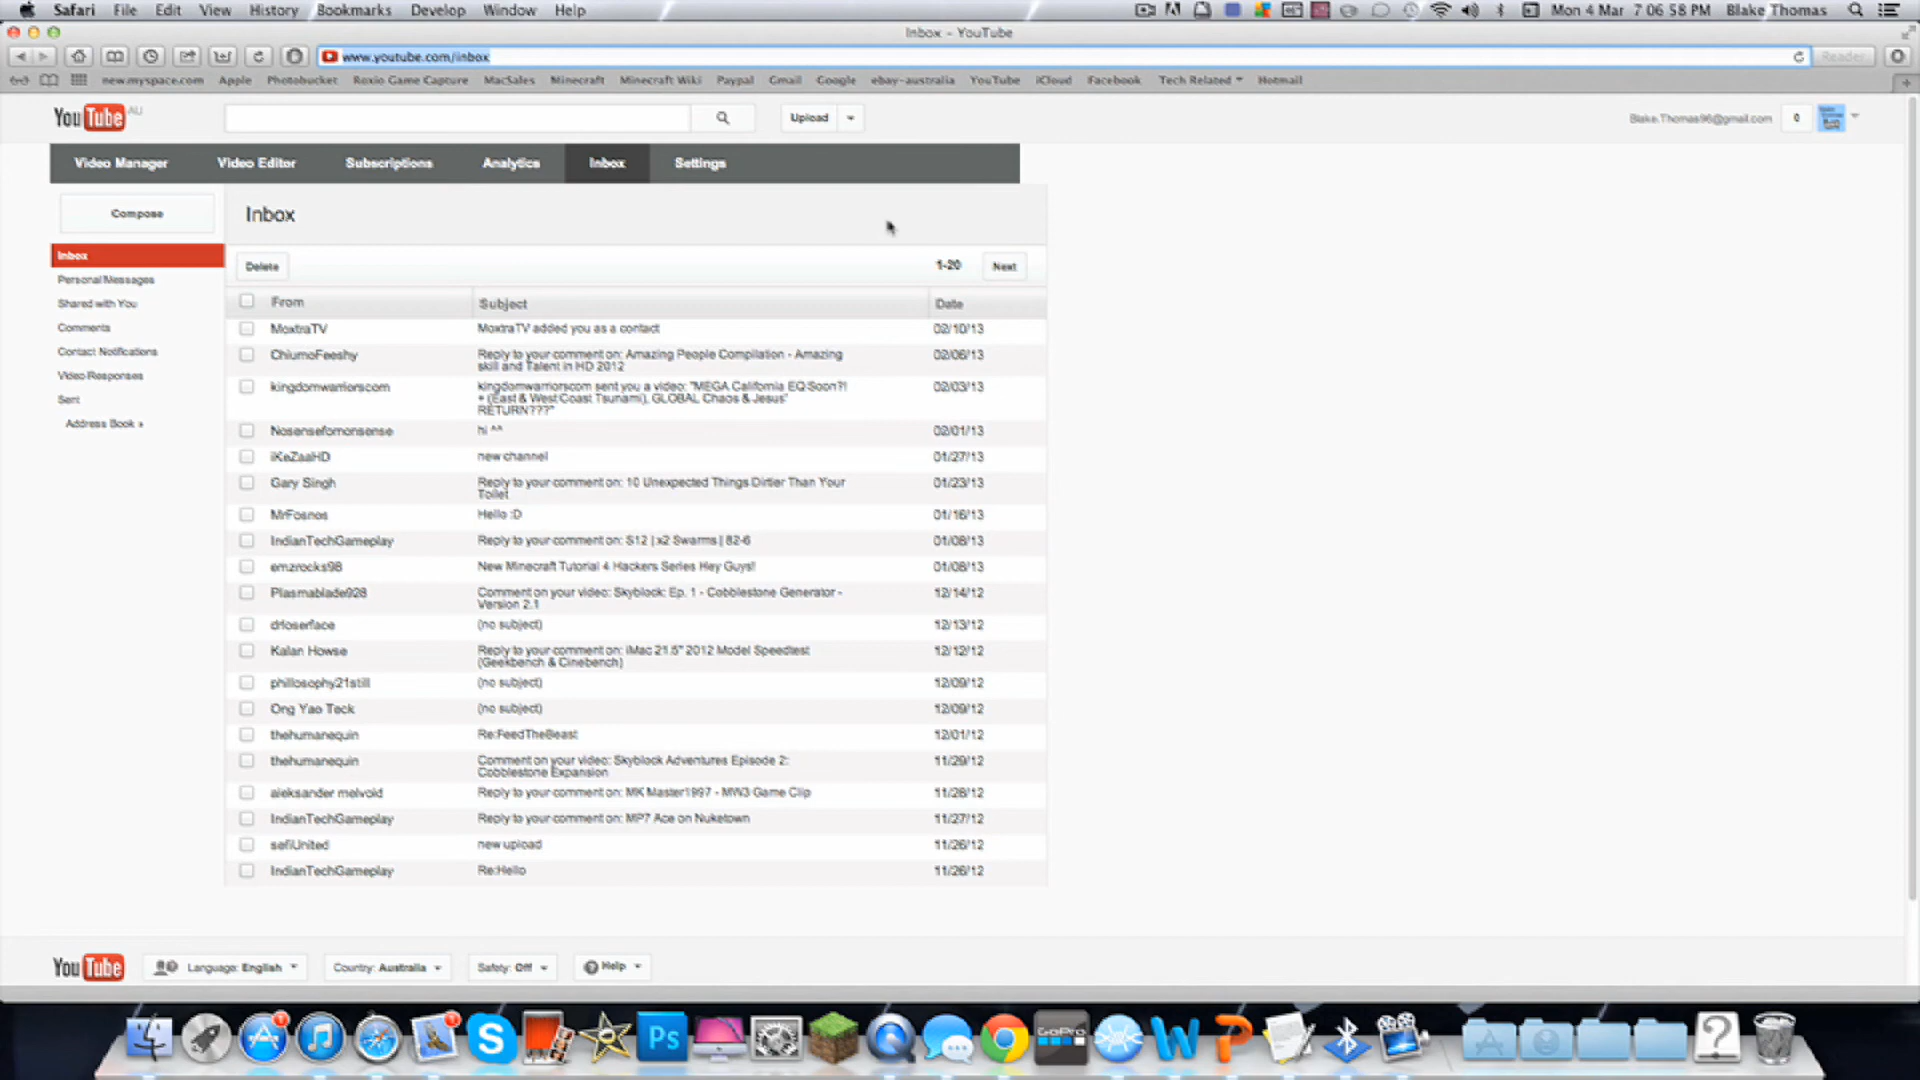 Safari File Edit View History Bookmarks Develop Window Help
Mon 4 Mar 7:06:58 PM Blake Thomas
Inbox – YouTube
www.youtube.com/inbox
Reader
new.myspace.com Apple Photobucket Roxio Game Capture MacSales Minecraft Minecraft Wiki Paypal Gmail Google ebay-australia YouTube iCloud Facebook Tech Related Hotmail
YouTube AU
Upload
Blake.Thomas96@gmail.com 0
Video Manager Video Editor Subscriptions Analytics Inbox Settings
Compose
Inbox
Inbox
Personal Messages
Shared with You
Comments
Contact Notifications
Video Responses
Sent
Address Book »
Delete
1-20 Next
From Subject Date
MoxtraTV MoxtraTV added you as a contact 02/10/13
ChiumoFeeshy Reply to your comment on: Amazing People Compilation - Amazing
skill and Talent in HD 2012 02/06/13
kingdomwarriorscom kingdomwarriorscom sent you a video: "MEGA California EQ Soon?!
+ (East & West Coast Tsunami), GLOBAL Chaos & Jesus'
RETURN???" 02/03/13
Nosensefornonsense hi ^^ 02/01/13
iKeZaaHD new channel 01/27/13
Gary Singh Reply to your comment on: 10 Unexpected Things Dirtier Than Your
Toilet 01/23/13
MrFosnos Hello :D 01/16/13
IndianTechGameplay Reply to your comment on: S12 | x2 Swarms | 82-6 01/08/13
emzrocks98 New Minecraft Tutorial 4 Hackers Series Hey Guys! 01/08/13
Plasmablade928 Comment on your video: Skyblock: Ep. 1 - Cobblestone Generator -
Version 2.1 12/14/12
drloserface (no subject) 12/13/12
Kalan Howse Reply to your comment on: iMac 21.5" 2012 Model Speedtest
(Geekbench & Cinebench) 12/12/12
phillosophy21still (no subject) 12/09/12
Ong Yao Teck (no subject) 12/09/12
thehumanequin Re:FeedTheBeast 12/01/12
thehumanequin Comment on your video: Skyblock Adventures Episode 2:
Cobblestone Expansion 11/29/12
aleksander melvoid Reply to your comment on: MK Master1997 - MW3 Game Clip 11/28/12
IndianTechGameplay Reply to your comment on: MP7 Ace on Nuketown 11/27/12
sefiUnited new upload 11/26/12
IndianTechGameplay Re:Hello 11/26/12
YouTube Language: English Country: Australia Safety: Off Help
Ps
GoPro